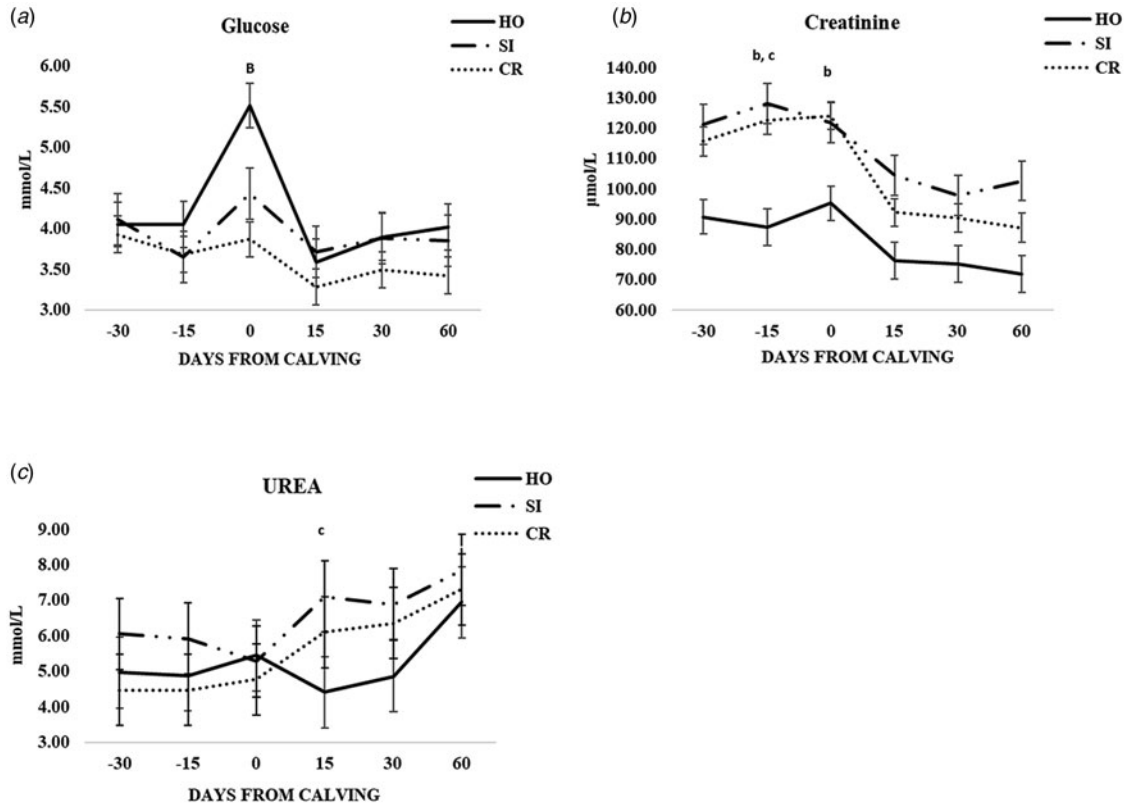 (a)
Glucose
HO
SI
CR
6.00
5.50
5.00
4.50
4.00
3.50
3.00
mmol/L
B
-30 -15 0 15 30 60
DAYS FROM CALVING
(b)
Creatinine
HO
SI
CR
140.00
130.00
120.00
110.00
100.00
90.00
80.00
70.00
60.00
µmol/L
b, c
b
-30 -15 0 15 30 60
DAYS FROM CALVING
(c)
UREA
HO
SI
CR
9.00
8.00
7.00
6.00
5.00
4.00
3.00
mmol/L
c
-30 -15 0 15 30 60
DAYS FROM CALVING